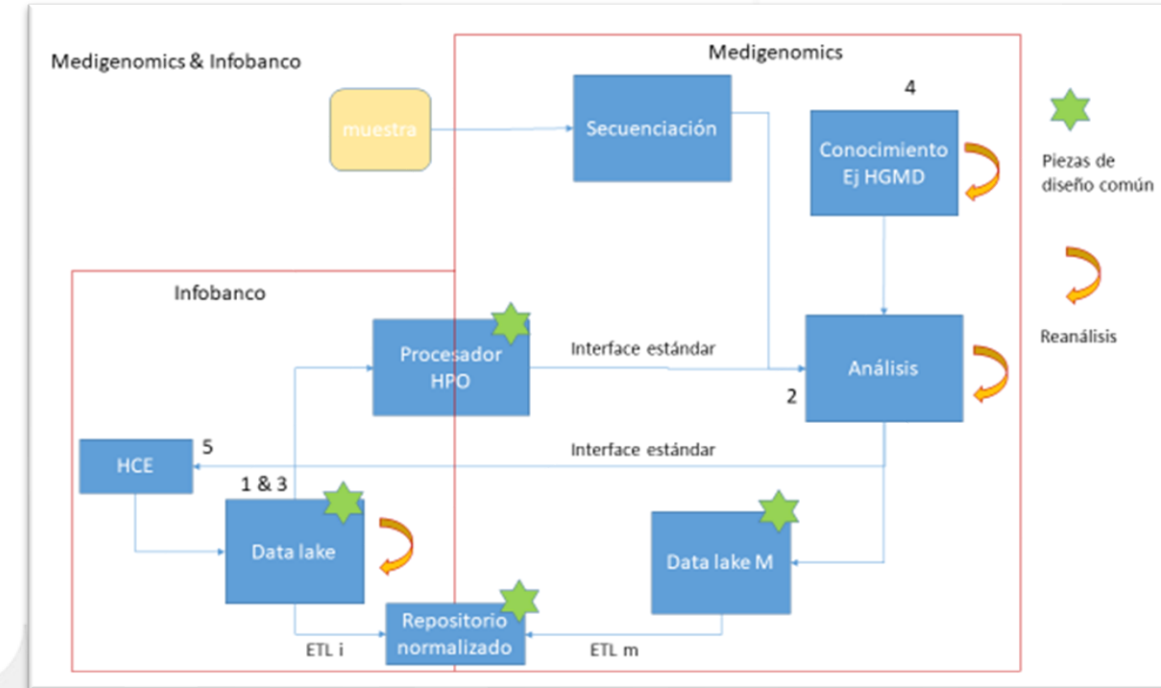 Medigenomics & Infobanco
Medigenomics
muestra
Secuenciación
4
Conocimiento
Ej HGMD
Piezas de
diseño común
Infobanco
Procesador
HPO
Interface estándar
Análisis
2
Reanálisis
HCE
5
Interface estándar
1 & 3
Data lake
Data lake M
Repositorio
normalizado
ETL i
ETL m